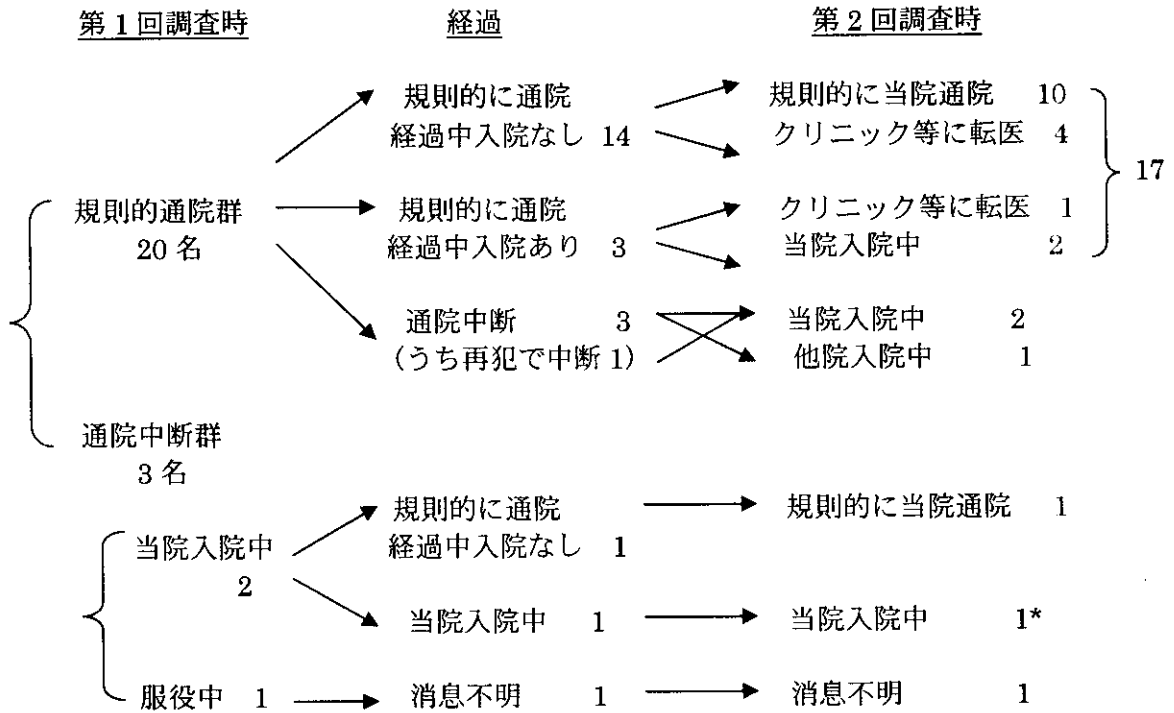 第1回調査時 経過 第2回調査時
規則的に通院 規則的に当院通院 10
経過中入院なし 14 クリニック等に転医 4
17
規則的通院群 規則的に通院 クリニック等に転医 1
20名 経過中入院あり 3 当院入院中 2
通院中断 3 当院入院中 2
(うち再犯で中断 1) 他院入院中 1
通院中断群
3名
規則的に通院 規則的に当院通院 1
当院入院中 経過中入院なし 1
2
当院入院中 1 当院入院中 1*
服役中 1 消息不明 1 消息不明 1